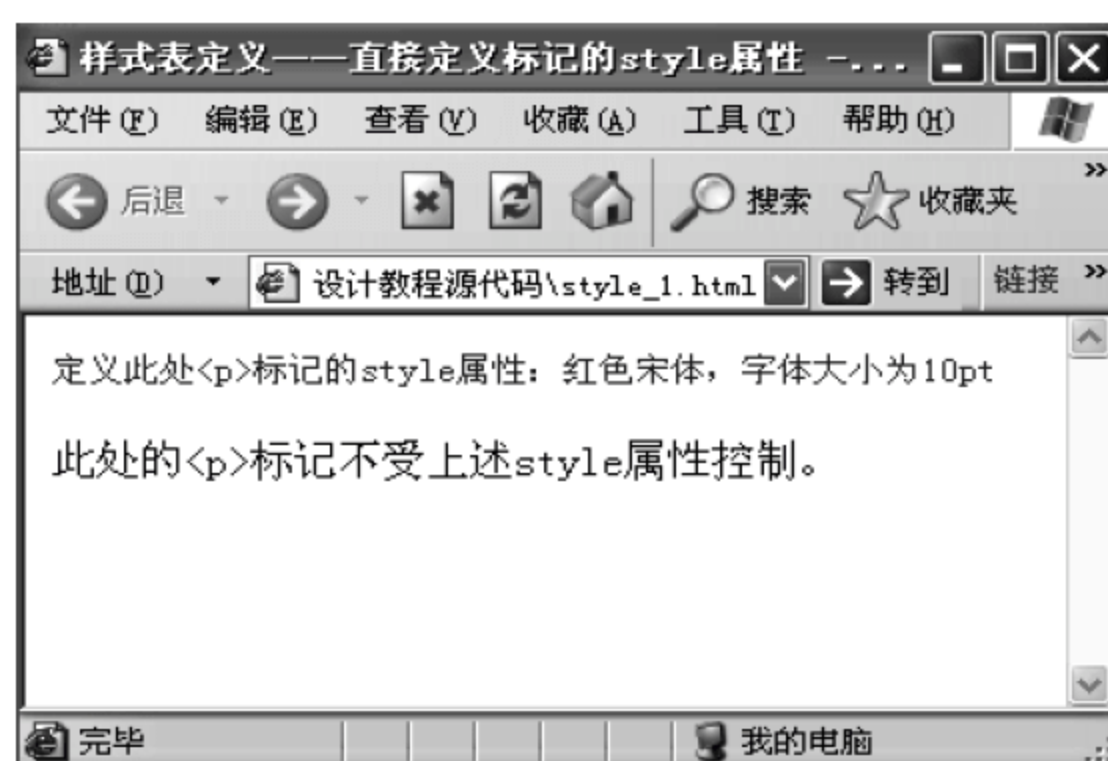 样式表定义——直接定义标记的style属性 -...
文件(F) 编辑(E) 查看(V) 收藏(A) 工具(T) 帮助(H)
后退 搜索 收藏夹 »
地址(D) 设计教程源代码\style_1.html 转到 链接 »
定义此处<p>标记的style属性：红色宋体，字体大小为10pt
此处的<p>标记不受上述style属性控制。
完毕 我的电脑